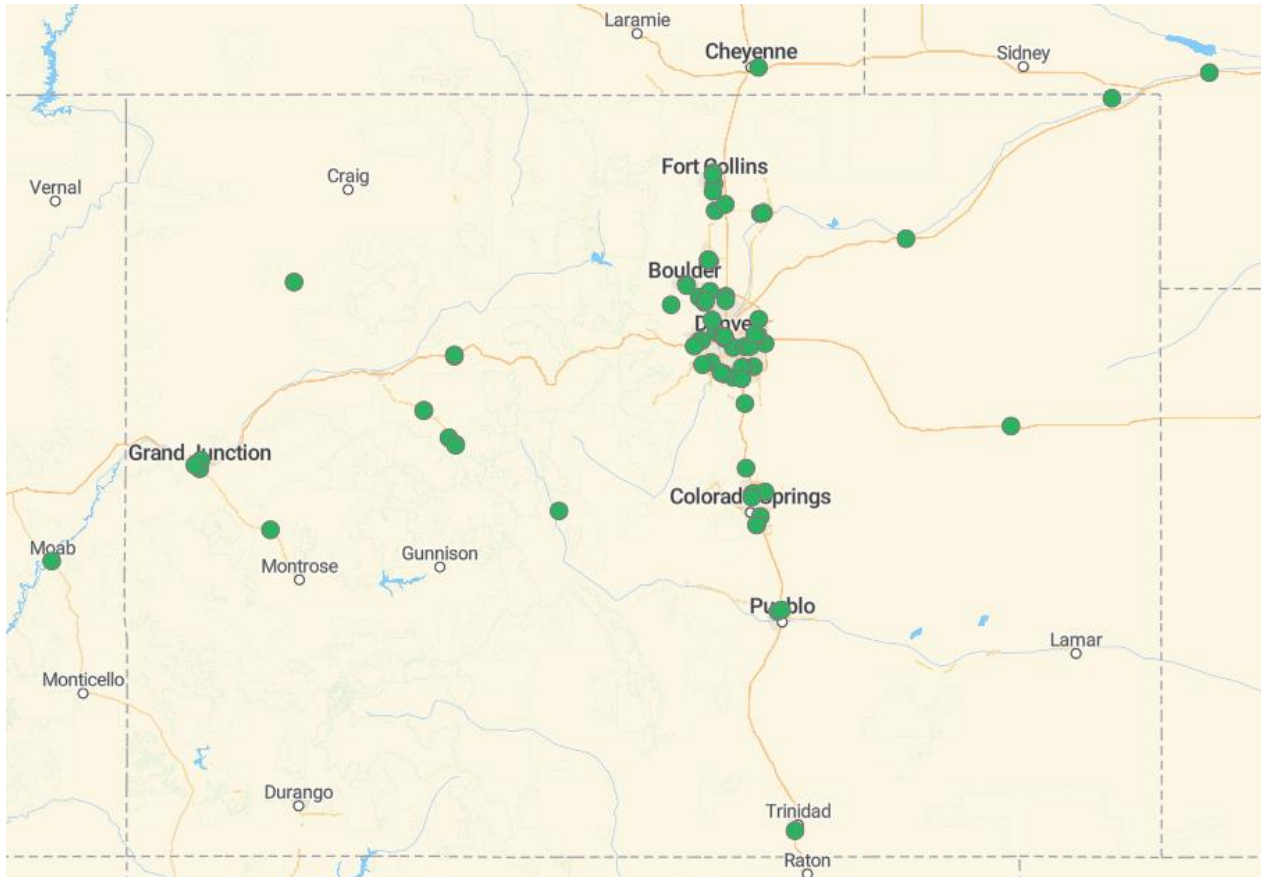 Laramie
Cheyenne
Sidney
Fort Collins
Vernal
Craig
Boulder
Denve
Grand Junction
Colorado Springs
Moab
Gunnison
Montrose
Pueblo
Lamar
Monticello
Durango
Trinidad
Raton